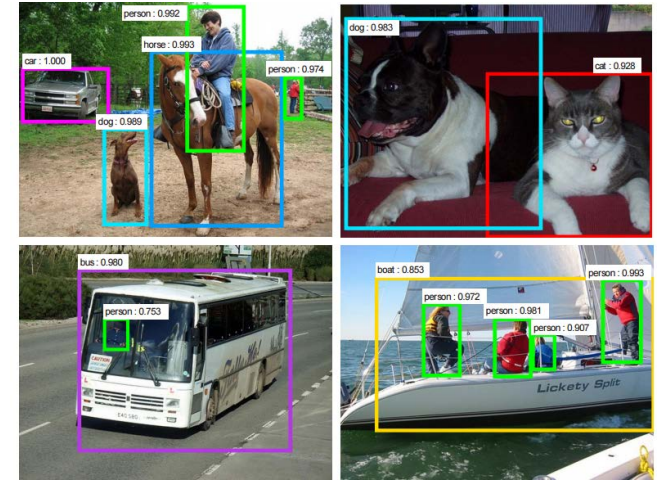 person : 0.992
horse : 0.993
car : 1.000
person : 0.974
dog : 0.989
dog : 0.983
cat : 0.928
bus : 0.980
person : 0.753
CAUTION
boat : 0.853
person : 0.993
person : 0.972
person : 0.981
person : 0.907
Lickety Split